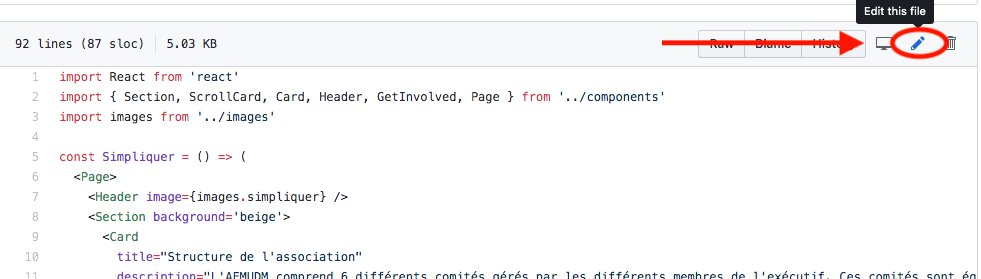 Edit this file
92 lines (87 sloc) 5.03 KB
Raw Blame History
1 import React from 'react'
2 import { Section, ScrollCard, Card, Header, GetInvolved, Page } from '../components'
3 import images from '../images'
4
5 const Simpliquer = () => (
6 <Page>
7 <Header image={images.simpliquer} />
8 <Section background='beige'>
9 <Card
10 title="Structure de l'association"
11 description="L'AEMUDM comprend 6 différents comités gérés par les différents membres de l'exécutif. Ces comités sont